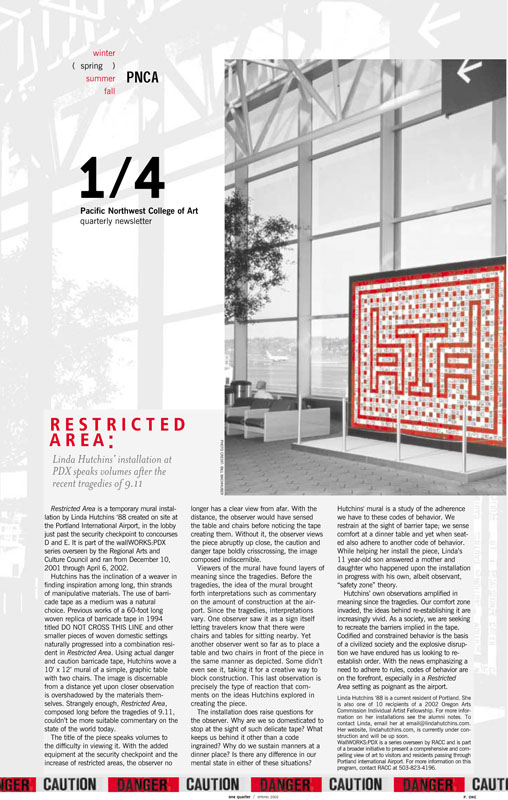 winter
( spring )
summer
fall
PNCA
1/4
Pacific Northwest College of Art
quarterly newsletter
RESTRICTED
AREA:
Linda Hutchins' installation at
PDX speaks volumes after the
recent tragedies of 9.11
Restricted Area is a temporary mural instal-
lation by Linda Hutchins '88 created on site at
the Portland International Airport, in the lobby
just past the security checkpoint to concourses
D and E. It is part of the wallWORKS:PDX
series overseen by the Regional Arts and
Culture Council and ran from December 10,
2001 through April 6, 2002.
Hutchins has the inclination of a weaver in
finding inspiration among long, thin strands
of manipulative materials. The use of barri-
cade tape as medium was a natural
choice. Previous works of a 60-foot long
woven replica of barricade tape in 1994
titled DO NOT CROSS THIS LINE and other
smaller pieces of woven domestic settings
naturally progressed into a combination resi-
dent in Restricted Area. Using actual danger
and caution barricade tape, Hutchins wove a
10' x 12' mural of a simple, graphic table
with two chairs. The image is discernable
from a distance yet upon closer observation
is overshadowed by the materials them-
selves. Strangely enough, Restricted Area,
composed long before the tragedies of 9.11,
couldn't be more suitable commentary on the
state of the world today.
The title of the piece speaks volumes to
the difficulty in viewing it. With the added
equipment at the security checkpoint and the
increase of restricted areas, the observer no
longer has a clear view from afar. With the
distance, the observer would have sensed
the table and chairs before noticing the tape
creating them. Without it, the observer views
the piece abruptly up close, the caution and
danger tape boldly crisscrossing, the image
composed indiscernible.
Viewers of the mural have found layers of
meaning since the tragedies. Before the
tragedies, the idea of the mural brought
forth interpretations such as commentary
on the amount of construction at the air-
port. Since the tragedies, interpretations
vary. One observer saw it as a sign itself
letting travelers know that there were
chairs and tables for sitting nearby. Yet
another observer went so far as to place a
table and two chairs in front of the piece in
the same manner as depicted. Some didn't
even see it, taking it for a creative way to
block construction. This last observation is
precisely the type of reaction that com-
ments on the ideas Hutchins explored in
creating the piece.
The installation does raise questions for
the observer. Why are we so domesticated to
stop at the sight of such delicate tape? What
keeps us behind it other than a code
ingrained? Why do we sustain manners at a
dinner place? Is there any difference in our
mental state in either of these situations?
Hutchins' mural is a study of the adherence
we have to these codes of behavior. We
restrain at the sight of barrier tape; we sense
comfort at a dinner table and yet when seat-
ed also adhere to another code of behavior.
While helping her install the piece, Linda's
11 year-old son answered a mother and
daughter who happened upon the installation
in progress with his own, albeit observant,
"safety zone" theory.
Hutchins' own observations amplified in
meaning since the tragedies. Our comfort zone
invaded, the ideas behind re-establishing it are
increasingly vivid. As a society, we are seeking
to recreate the barriers implied in the tape.
Codified and constrained behavior is the basis
of a civilized society and the explosive disrup-
tion we have endured has us looking to re-
establish order. With the news emphasizing a
need to adhere to rules, codes of behavior are
on the forefront, especially in a Restricted
Area setting as poignant as the airport.
Linda Hutchins '88 is a current resident of Portland. She
is also one of 10 recipients of a 2002 Oregon Arts
Commission Individual Artist Fellowship. For more infor-
mation on her installations see the alumni notes. To
contact Linda, email her at email@lindahutchins.com.
Her website, lindahutchins.com, is currently under con-
struction and will be up soon.
WallWORKS:PDX is a series overseen by RACC and is part
of a broader initiative to present a comprehensive and com-
pelling view of art to visitors and residents passing through
Portland International airport. For more information on this
program, contact RACC at 503-823-4196.
NGER CAUTION DANGER CAUTION DANGER CAUTION DANGER CAUT
one quarter / SPRING 2002
P. ONE